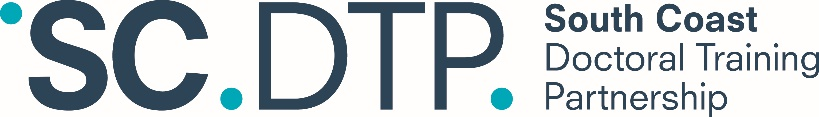 SC.DTP.
South Coast
Doctoral Training
Partnership